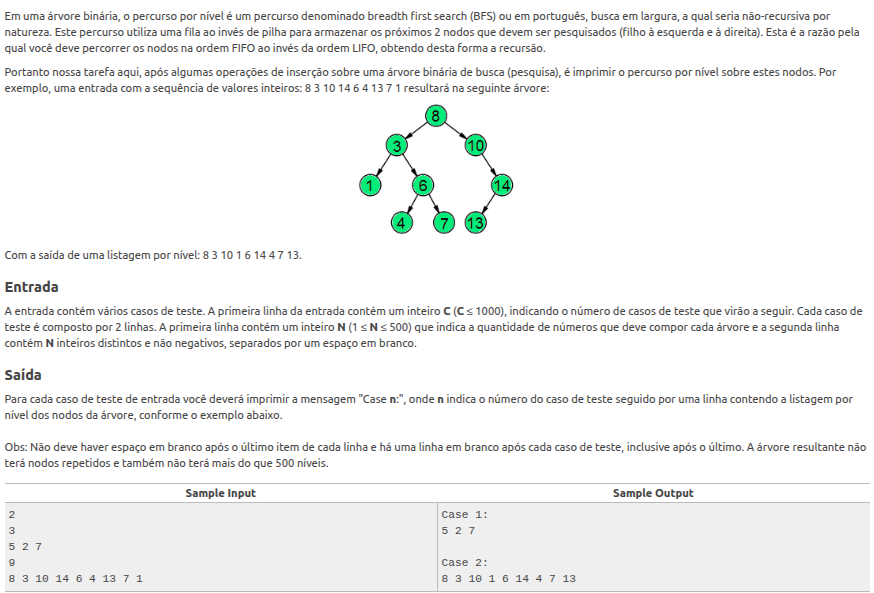 Em uma árvore binária, o percurso por nível é um percurso denominado breadth first search (BFS) ou em português, busca em largura, a qual seria não-recursiva por
natureza. Este percurso utiliza uma fila ao invés de pilha para armazenar os próximos 2 nodos que devem ser pesquisados (filho à esquerda e à direita). Esta é a razão pela
qual você deve percorrer os nodos na ordem FIFO ao invés da ordem LIFO, obtendo desta forma a recursão.
Portanto nossa tarefa aqui, após algumas operações de inserção sobre uma árvore binária de busca (pesquisa), é imprimir o percurso por nível sobre estes nodos. Por
exemplo, uma entrada com a sequência de valores inteiros: 8 3 10 14 6 4 13 7 1 resultará na seguinte árvore:
8
3 10
1 6 14
4 7 13
Com a saída de uma listagem por nível: 8 3 10 1 6 14 4 7 13.
Entrada
A entrada contém vários casos de teste. A primeira linha da entrada contém um inteiro C (C ≤ 1000), indicando o número de casos de teste que virão a seguir. Cada caso de
teste é composto por 2 linhas. A primeira linha contém um inteiro N (1 ≤ N ≤ 500) que indica a quantidade de números que deve compor cada árvore e a segunda linha
contém N inteiros distintos e não negativos, separados por um espaço em branco.
Saída
Para cada caso de teste de entrada você deverá imprimir a mensagem "Case n:", onde n indica o número do caso de teste seguido por uma linha contendo a listagem por
nível dos nodos da árvore, conforme o exemplo abaixo.
Obs: Não deve haver espaço em branco após o último item de cada linha e há uma linha em branco após cada caso de teste, inclusive após o último. A árvore resultante não
terá nodos repetidos e também não terá mais do que 500 níveis.
Sample Input
2
3
5 2 7
9
8 3 10 14 6 4 13 7 1
Sample Output
Case 1:
5 2 7
Case 2:
8 3 10 1 6 14 4 7 13